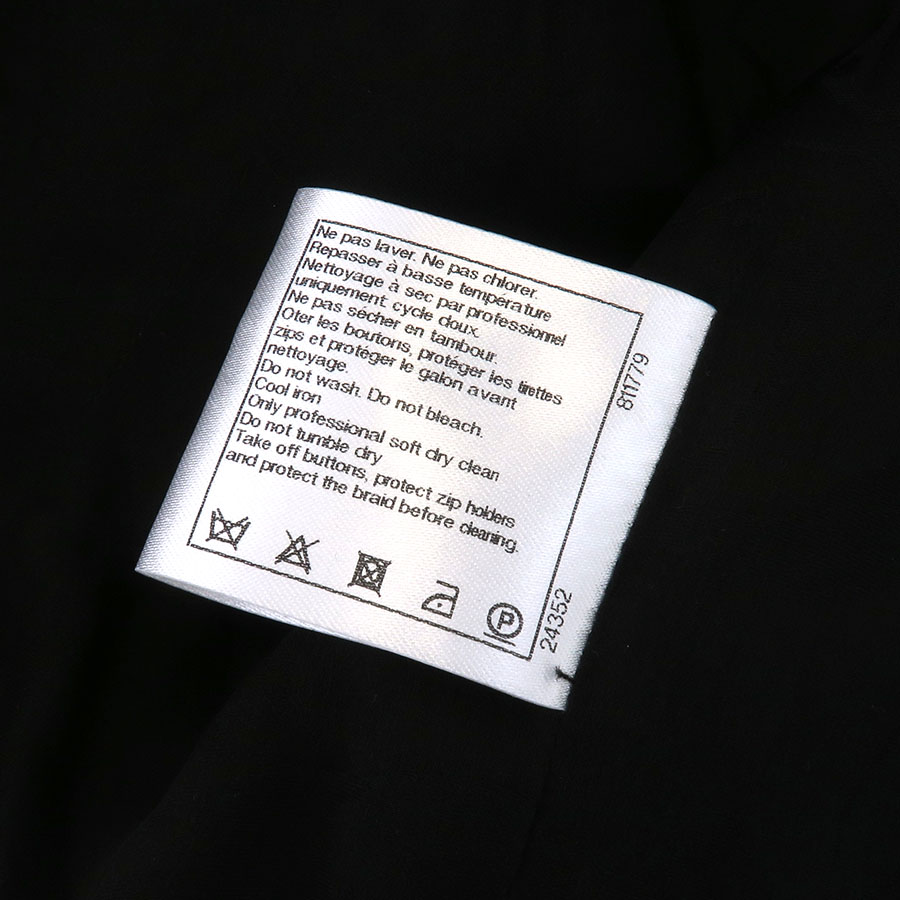 Ne pas laver. Ne pas chlorer.
Repasser à basse température
Nettoyage à sec par professionnel
uniquement: cycle doux.
Ne pas sécher en tambour.
Oter les boutons, protéger les tirettes
zips et protéger le galon avant
nettoyage.
Do not wash. Do not bleach.
Cool iron
Only professional soft dry clean
Do not tumble dry
Take off buttons, protect zip holders
and protect the braid before cleaning.
P
811779
24352